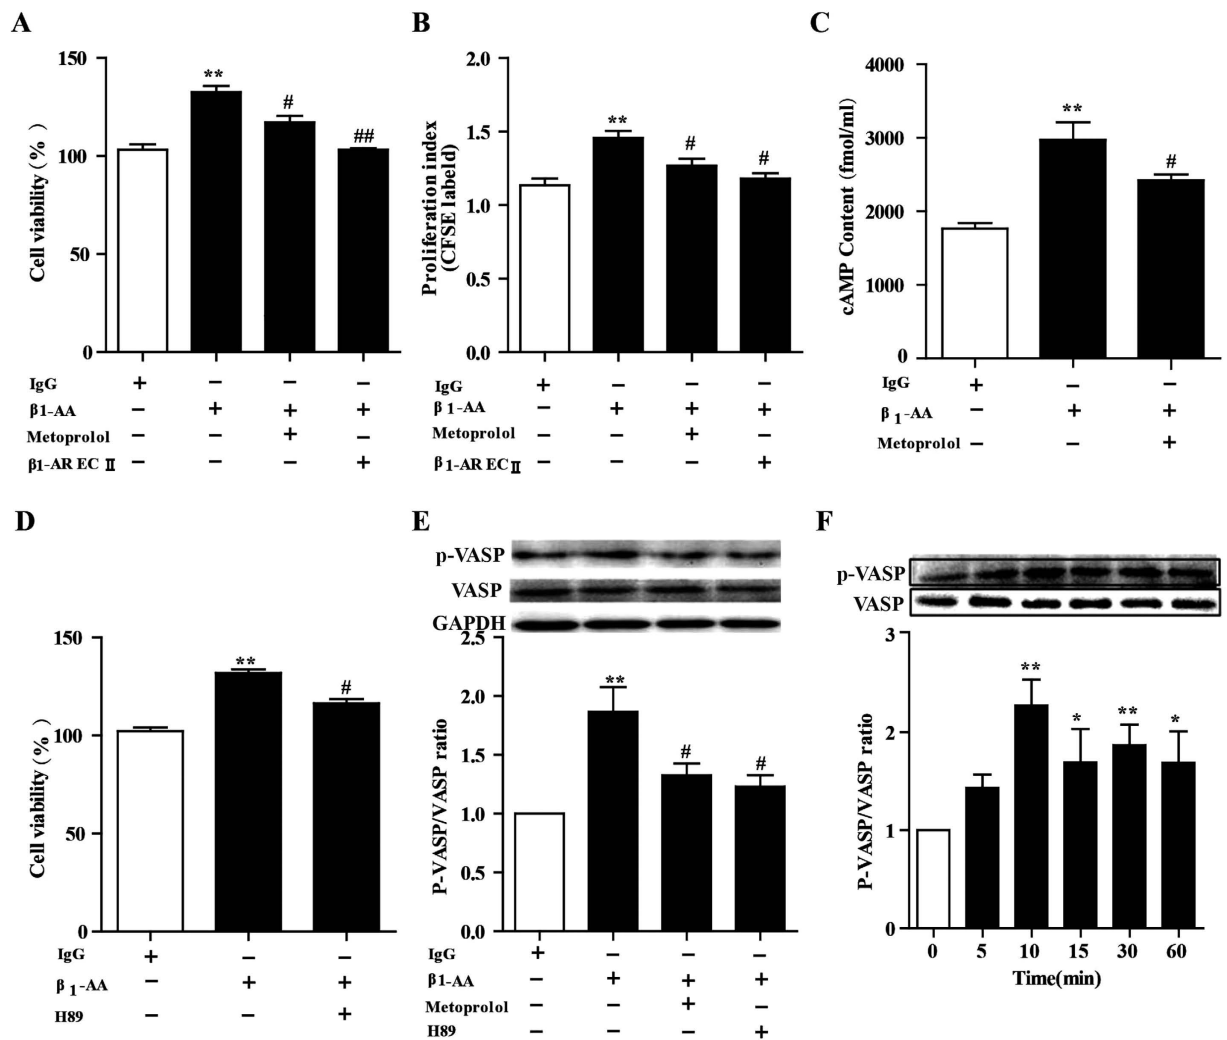 A
Cell viability (%)
150
100
50
0
**
#
##
IgG + − − −
β1-AA − + + +
Metoprolol − − + −
β1-AR EC Ⅱ − − − +
B
Proliferation index
(CFSE labeld)
2.0
1.5
1.0
0.5
0.0
**
#
#
IgG + − − −
β1-AA − + + +
Metoprolol − − + −
β1-AR EC Ⅱ − − − +
C
cAMP Content (fmol/ml)
4000
3000
2000
1000
0
**
#
IgG + − −
β1-AA − + +
Metoprolol − − +
D
Cell viability (%)
150
100
50
0
**
#
IgG + − −
β1-AA − + +
H89 − − +
E
p-VASP
VASP
GAPDH
P-VASP/VASP ratio
2.5
2.0
1.5
1.0
0.5
0.0
**
#
#
IgG + − − −
β1-AA − + + +
Metoprolol − − + −
H89 − − − +
F
p-VASP
VASP
P-VASP/VASP ratio
3
2
1
0
**
*
**
*
0 5 10 15 30 60
Time(min)